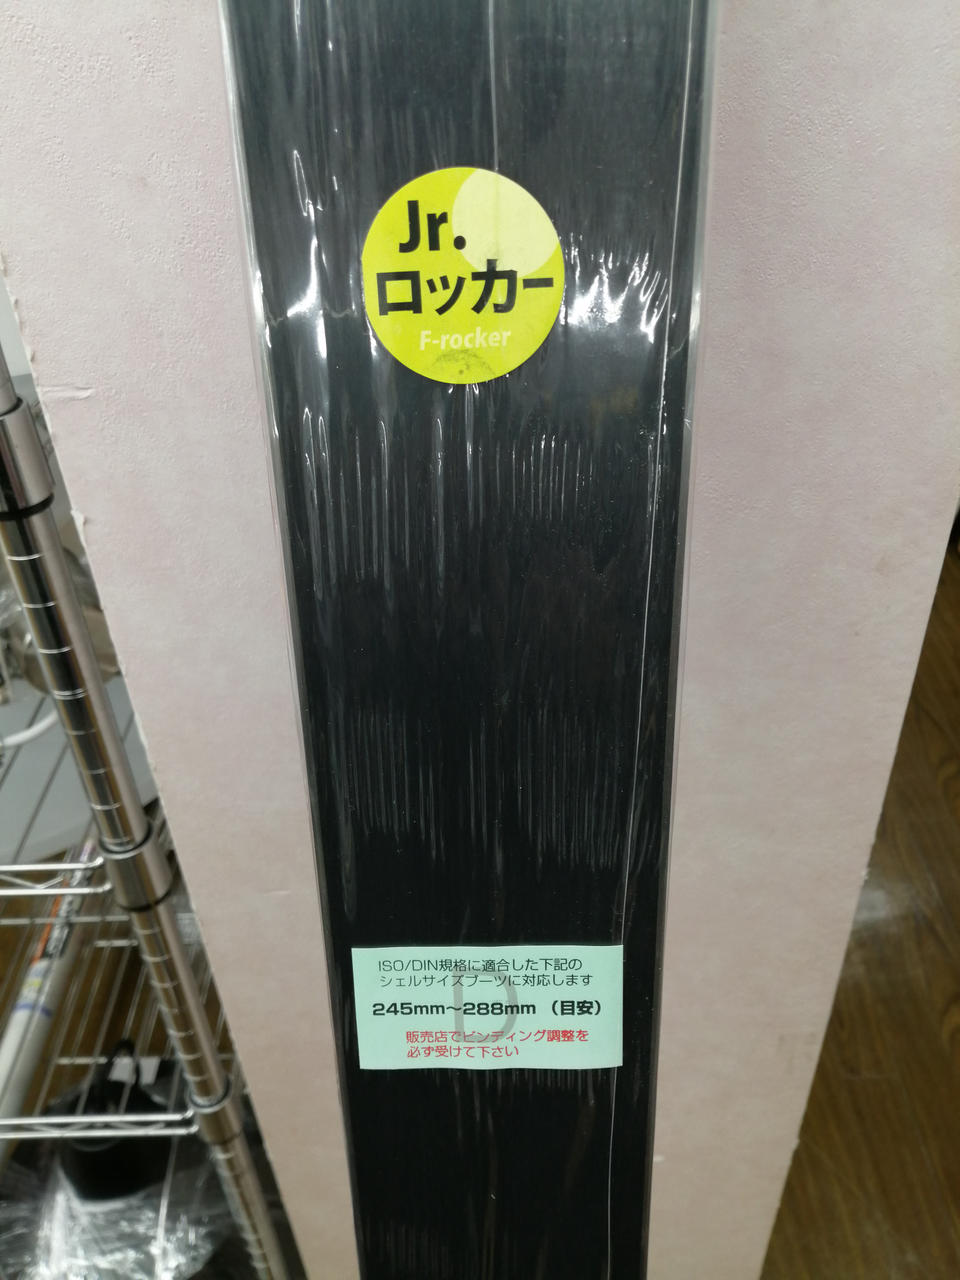 Jr.
ロッカー
F-rocker
ISO/DIN規格に適合した下記の
シェルサイズブーツに対応します
D
245mm～288mm （目安）
販売店でビンディング調整を
必ず受けて下さい